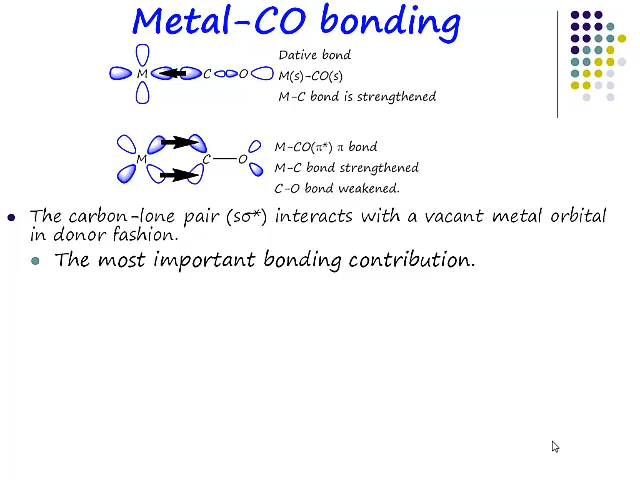 Metal-CO bonding
M C O
Dative bond
M(s)-CO(s)
M-C bond is strengthened
M C O
M-CO(π*) π bond
M-C bond strengthened
C-O bond weakened.
The carbon-lone pair (sσ*) interacts with a vacant metal orbital
in donor fashion.
The most important bonding contribution.